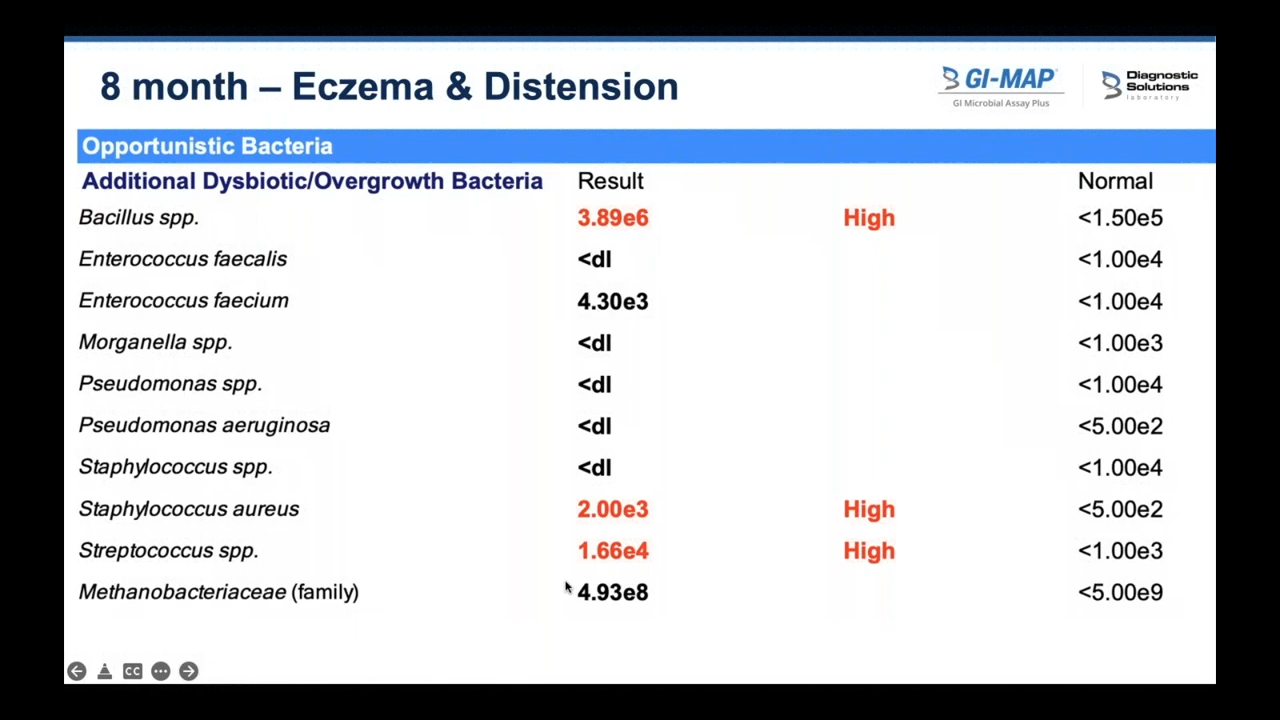 8 month – Eczema & Distension
GI-MAP
GI Microbial Assay Plus
Diagnostic
Solutions
laboratory
Opportunistic Bacteria
Additional Dysbiotic/Overgrowth Bacteria Result Normal
Bacillus spp. 3.89e6 High <1.50e5
Enterococcus faecalis <dl <1.00e4
Enterococcus faecium 4.30e3 <1.00e4
Morganella spp. <dl <1.00e3
Pseudomonas spp. <dl <1.00e4
Pseudomonas aeruginosa <dl <5.00e2
Staphylococcus spp. <dl <1.00e4
Staphylococcus aureus 2.00e3 High <5.00e2
Streptococcus spp. 1.66e4 High <1.00e3
Methanobacteriaceae (family) 4.93e8 <5.00e9
CC